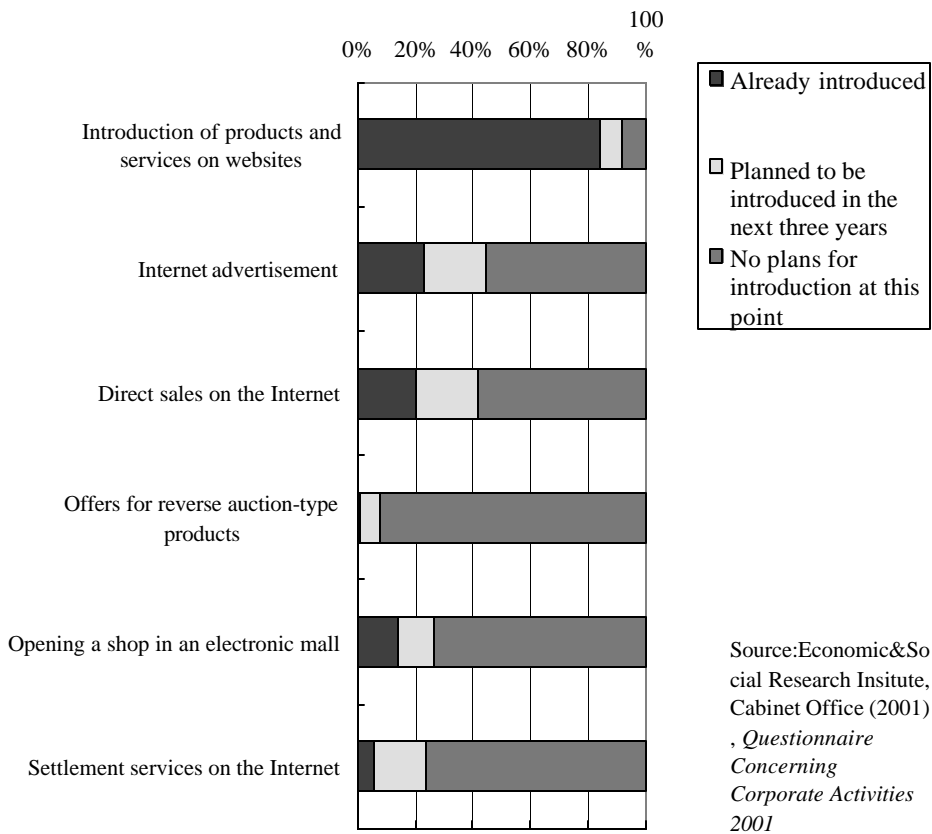 100
0% 20% 40% 60% 80% %
Introduction of products and
services on websites
Internet advertisement
Direct sales on the Internet
Offers for reverse auction-type
products
Opening a shop in an electronic mall
Settlement services on the Internet
Already introduced
Planned to be
introduced in the
next three years
No plans for
introduction at this
point
Source:Economic&So
cial Research Insitute,
Cabinet Office (2001)
, Questionnaire
Concerning
Corporate Activities
2001